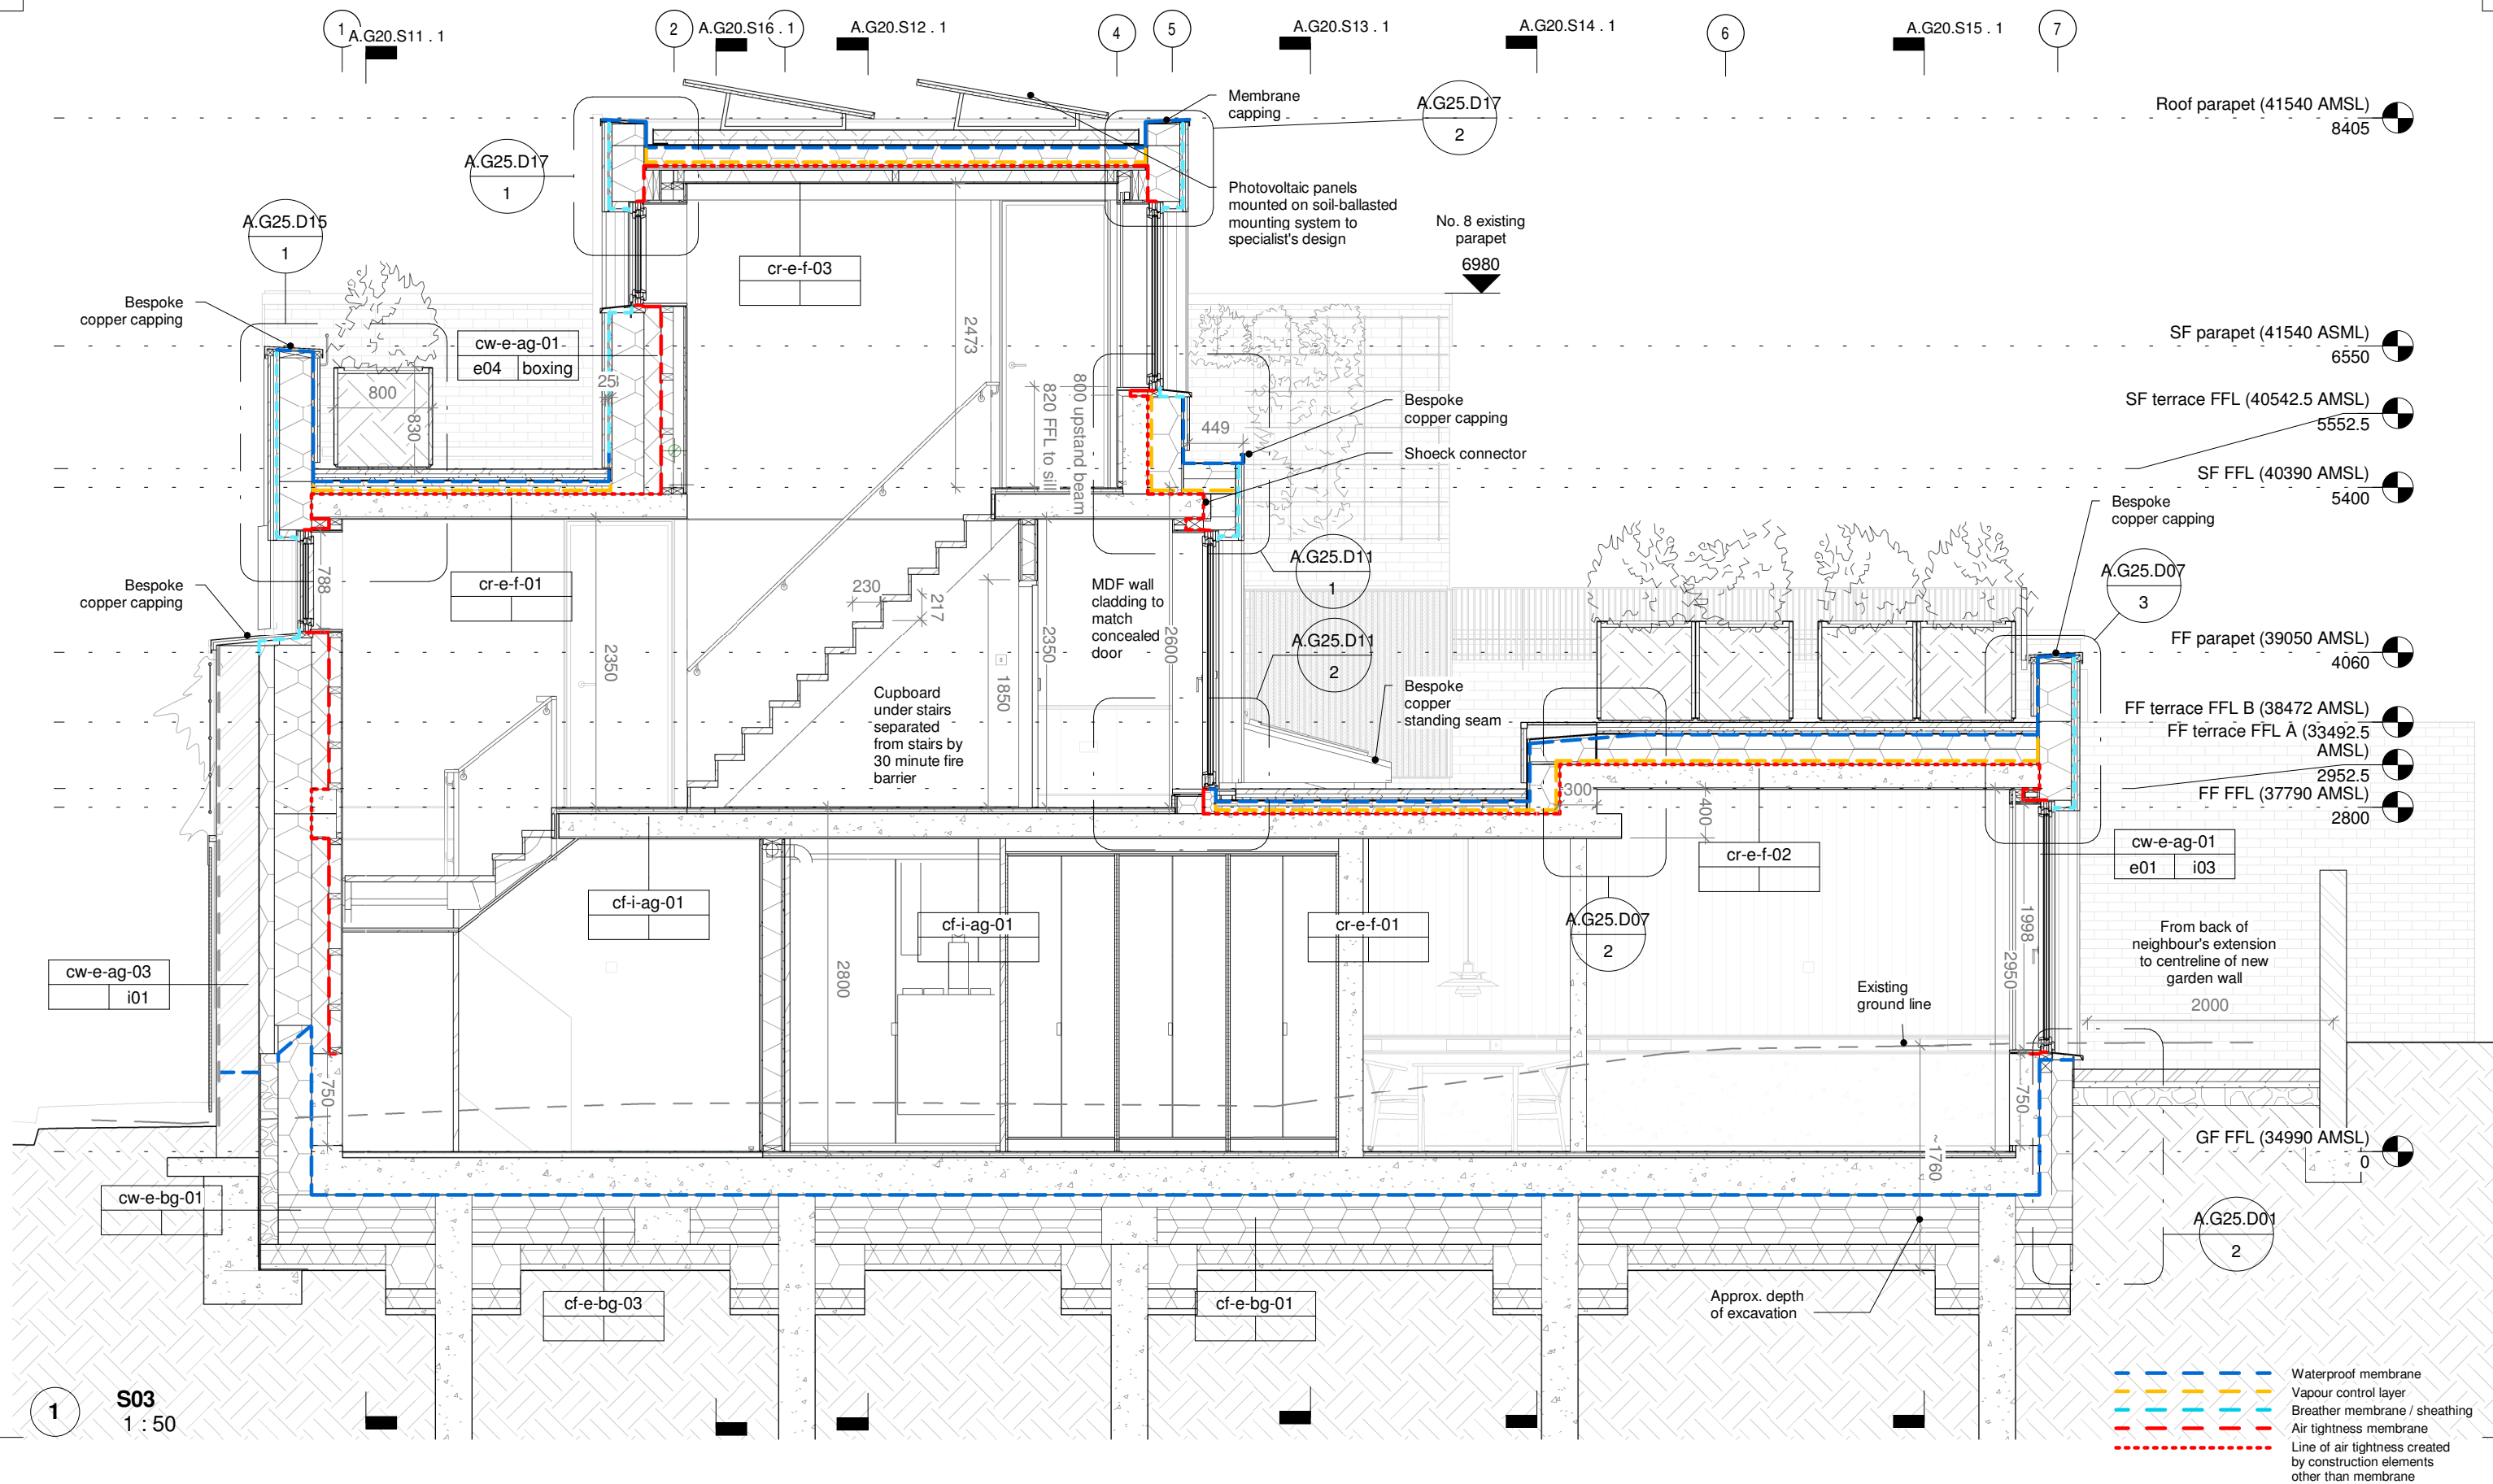 1
A.G20.S11 . 1
2
A.G20.S16 . 1
A.G20.S12 . 1
4
5
A.G20.S13 . 1
A.G20.S14 . 1
6
A.G20.S15 . 1
7
Membrane
capping
A.G25.D17
2
Roof parapet (41540 AMSL)
8405
A.G25.D17
1
Photovoltaic panels
mounted on soil-ballasted
mounting system to
specialist's design
A.G25.D15
1
No. 8 existing
parapet
6980
cr-e-f-03
Bespoke
copper capping
cw-e-ag-01
e04
boxing
2473
SF parapet (41540 ASML)
6550
800
830
820 FFL to sill
800 upstand beam
449
Bespoke
copper capping
SF terrace FFL (40542.5 AMSL)
5552.5
Shoeck connector
SF FFL (40390 AMSL)
5400
Bespoke
copper capping
788
cr-e-f-01
Bespoke
copper capping
230
217
MDF wall
cladding to
match
concealed
door
A.G25.D11
1
A.G25.D07
3
2350
2350
2600
1850
A.G25.D11
2
FF parapet (39050 AMSL)
4060
Cupboard
under stairs
separated
from stairs by
30 minute fire
barrier
Bespoke
copper
standing seam
FF terrace FFL B (38472 AMSL)
FF terrace FFL A (33492.5
AMSL)
2952.5
FF FFL (37790 AMSL)
2800
300
400
cr-e-f-02
cw-e-ag-01
e01
i03
cf-i-ag-01
cf-i-ag-01
cr-e-f-01
A.G25.D07
2
1998
2950
From back of
neighbour's extension
to centreline of new
garden wall
2000
cw-e-ag-03
i01
2800
Existing
ground line
750
750
GF FFL (34990 AMSL)
0
~1760
cw-e-bg-01
A.G25.D01
2
cf-e-bg-03
cf-e-bg-01
Approx. depth
of excavation
1
S03
1 : 50
Waterproof membrane
Vapour control layer
Breather membrane / sheathing
Air tightness membrane
Line of air tightness created
by construction elements
other than membrane